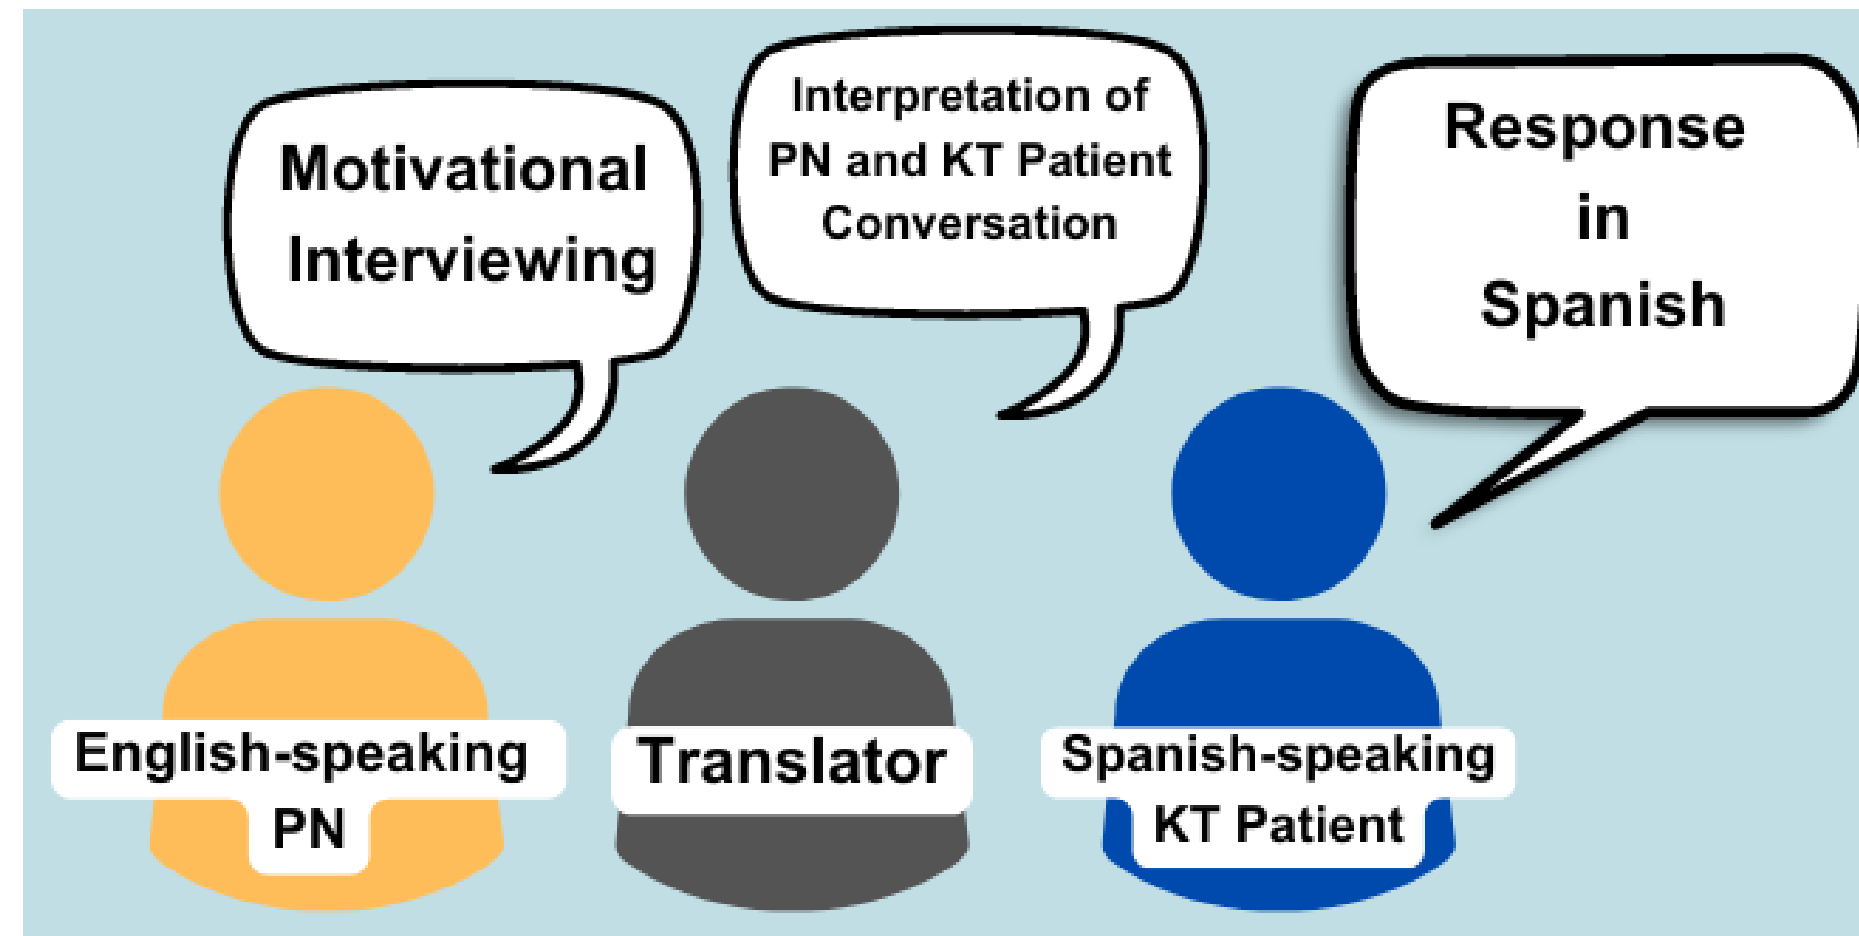 Motivational
Interviewing
Interpretation of
PN and KT Patient
Conversation
Response
in
Spanish
English-speaking
PN
Translator
Spanish-speaking
KT Patient